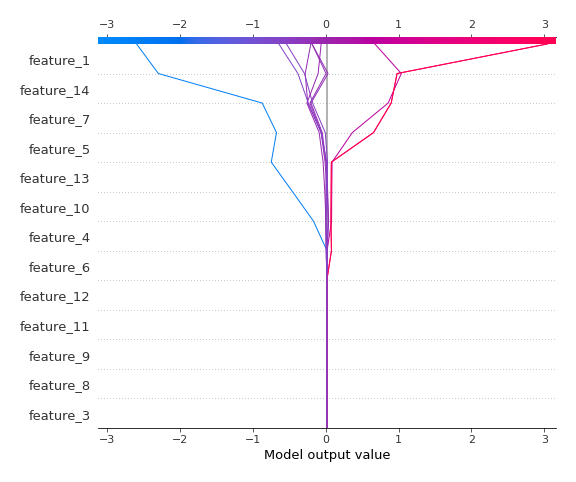 −3 −2 −1 0 1 2 3
feature_1
feature_14
feature_7
feature_5
feature_13
feature_10
feature_4
feature_6
feature_12
feature_11
feature_9
feature_8
feature_3
−3 −2 −1 0 1 2 3
Model output value